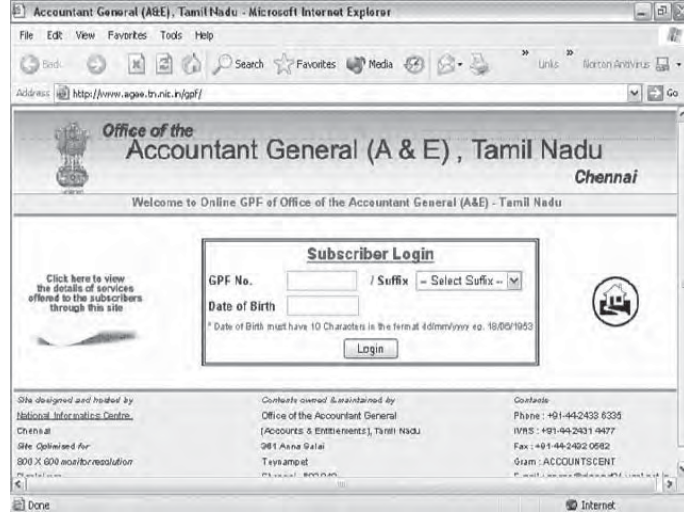 Accountant General (A&E), Tamil Nadu - Microsoft Internet Explorer
File Edit View Favorites Tools Help
Back Search Favorites Media Links Norton Antivirus
Address http://www.agae.tn.nic.in/gpf/ Go
Office of the
Accountant General (A & E) , Tamil Nadu
Chennai
Welcome to Online GPF of Office of the Accountant General (A&E) - Tamil Nadu
Click here to view
the details of services
offered to the subscribers
through this site
Subscriber Login
GPF No. / Suffix -- Select Suffix --
Date of Birth
* Date of Birth must have 10 Characters in the format dd/mm/yyyy eg. 18/06/1953
Login
Site designed and hosted by
National Informatics Centre,
Chennai
Site Optimised for
800 X 600 monitor resolution
Contents owned & maintained by
Office of the Accountant General
[Accounts & Entitlements], Tamil Nadu
361 Anna Salai
Teynampet
Contacts
Phone : +91-44-2433 6335
IVRS : +91-44-2431 4477
Fax : +91-44-2432 0562
Gram : ACCOUNTSCENT
Done Internet